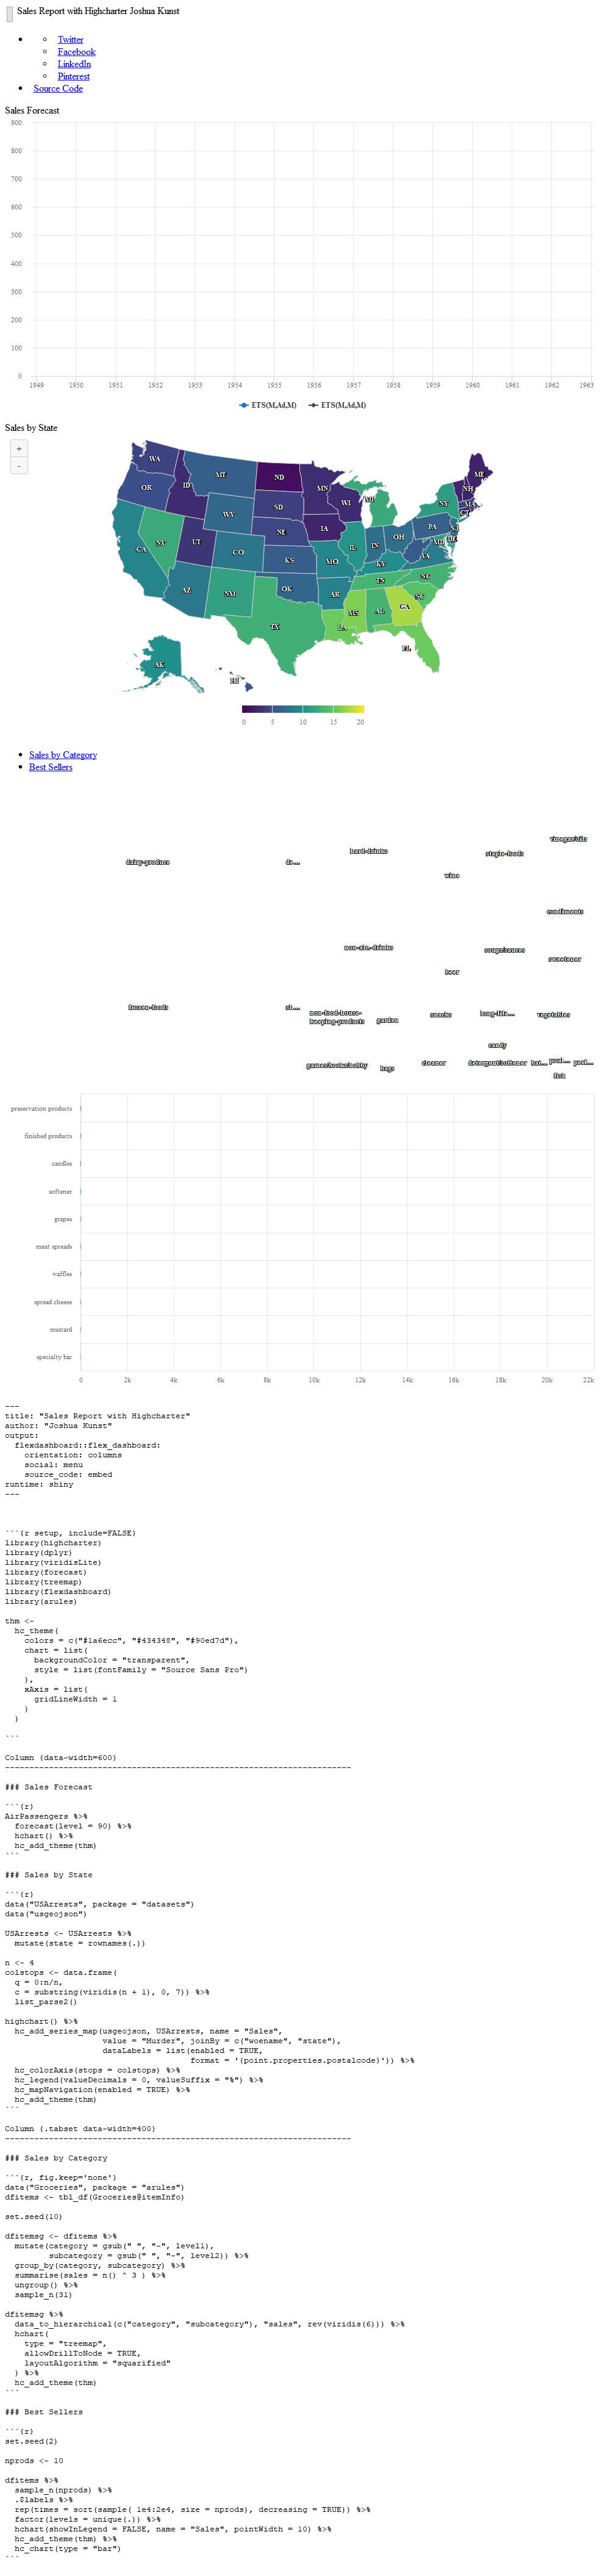 Sales Report with Highcharter Joshua Kunst
Twitter
Facebook
LinkedIn
Pinterest
Source Code
Sales Forecast
900
800
700
600
500
400
300
200
100
0
1949 1950 1951 1952 1953 1954 1955 1956 1957 1958 1959 1960 1961 1962 1963
ETS(M,Ad,M) ETS(M,Ad,M)
Sales by State
+
-
WA
MT
ND
MN
ME
OR
ID
SD
WI
MI
NH
NY
MA
WY
IA
CT
NE
PA
NJ
NV
UT
IL
IN
OH
MD
DE
CA
CO
KS
MO
KY
VA
AZ
NM
OK
AR
TN
NC
SC
MS
AL
GA
TX
LA
FL
AK
HI
0 5 10 15 20
Sales by Category
Best Sellers
vinegar/oils
hard-drinks
staple-foods
dairy-produce
de...
wine
condiments
non-alc.-drinks
soups/sauces
sweetener
beer
frozen-foods
sh...
non-food-house-
keeping-products
garden
snacks
long-life...
vegetables
candy
games/books/hobby
bags
cleaner
detergent/softener
bat...
poul...
perf...
fish
preservation products
finished products
candles
softener
grapes
meat spreads
waffles
spread cheese
mustard
specialty bar
0 2k 4k 6k 8k 10k 12k 14k 16k 18k 20k 22k
---
title: "Sales Report with Highcharter"
author: "Joshua Kunst"
output:
  flexdashboard::flex_dashboard:
    orientation: columns
    social: menu
    source_code: embed
runtime: shiny
---
```{r setup, include=FALSE}
library(highcharter)
library(dplyr)
library(viridisLite)
library(forecast)
library(treemap)
library(flexdashboard)
library(arules)
thm <-
  hc_theme(
    colors = c("#1a6ecc", "#434348", "#90ed7d"),
    chart = list(
      backgroundColor = "transparent",
      style = list(fontFamily = "Source Sans Pro")
    ),
    xAxis = list(
      gridLineWidth = 1
    )
  )
```
Column {data-width=600}
-----------------------------------------------------------------------
### Sales Forecast
```{r}
AirPassengers %>%
  forecast(level = 90) %>%
  hchart() %>%
  hc_add_theme(thm)
```
### Sales by State
```{r}
data("USArrests", package = "datasets")
data("usgeojson")
USArrests <- USArrests %>%
  mutate(state = rownames(.))
n <- 4
colstops <- data.frame(
  q = 0:n/n,
  c = substring(viridis(n + 1), 0, 7)) %>%
  list_parse2()
highchart() %>%
  hc_add_series_map(usgeojson, USArrests, name = "Sales",
                    value = "Murder", joinBy = c("woename", "state"),
                    dataLabels = list(enabled = TRUE,
                                      format = '{point.properties.postalcode}')) %>%
  hc_colorAxis(stops = colstops) %>%
  hc_legend(valueDecimals = 0, valueSuffix = "%") %>%
  hc_mapNavigation(enabled = TRUE) %>%
  hc_add_theme(thm)
```
Column {.tabset data-width=400}
-----------------------------------------------------------------------
### Sales by Category
```{r, fig.keep='none'}
data("Groceries", package = "arules")
dfitems <- tbl_df(Groceries@itemInfo)
set.seed(10)
dfitemsg <- dfitems %>%
  mutate(category = gsub(" ", "-", level1),
         subcategory = gsub(" ", "-", level2)) %>%
  group_by(category, subcategory) %>%
  summarise(sales = n() ^ 3 ) %>%
  ungroup() %>%
  sample_n(31)
dfitemsg %>%
  data_to_hierarchical(c("category", "subcategory"), "sales", rev(viridis(6))) %>%
  hchart(
    type = "treemap",
    allowDrillToNode = TRUE,
    layoutAlgorithm = "squarified"
  ) %>%
  hc_add_theme(thm)
```
### Best Sellers
```{r}
set.seed(2)
nprods <- 10
dfitems %>%
  sample_n(nprods) %>%
  .$labels %>%
  rep(times = sort(sample( 1e4:2e4, size = nprods), decreasing = TRUE)) %>%
  factor(levels = unique(.)) %>%
  hchart(showInLegend = FALSE, name = "Sales", pointWidth = 10) %>%
  hc_add_theme(thm) %>%
  hc_chart(type = "bar")
```